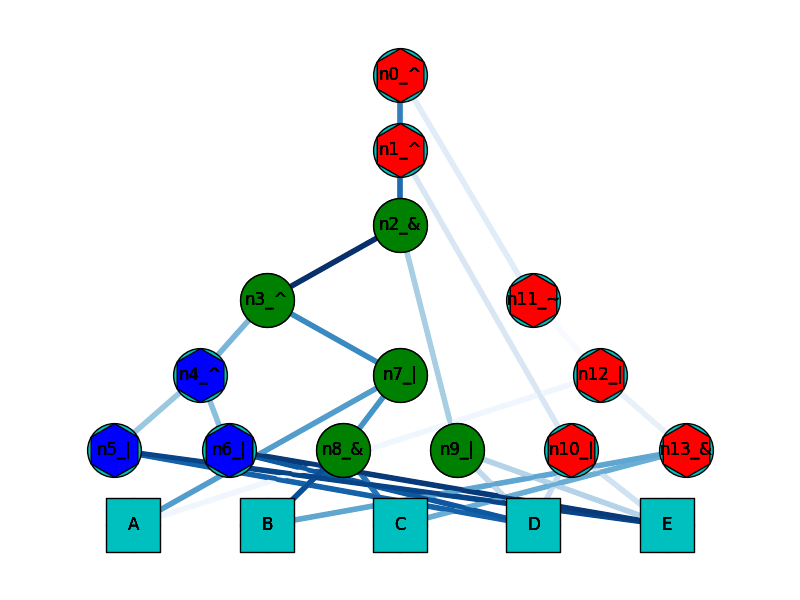 n0_^
n1_^
n2_&
n3_^
n11_~
n4_^
n7_|
n12_|
n5_|
n6_|
n8_&
n9_|
n10_|
n13_&
A
B
C
D
E